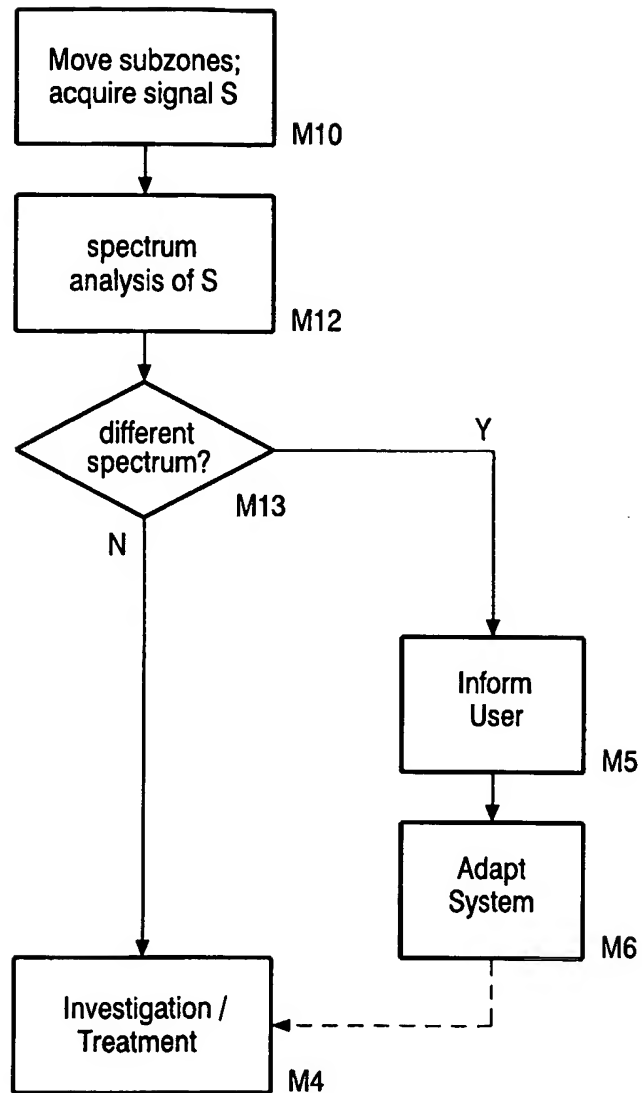 Move subzones;
acquire signal S
M10
spectrum
analysis of S
M12
different
spectrum?
M13
Y
N
Inform
User
M5
Adapt
System
M6
Investigation /
Treatment
M4